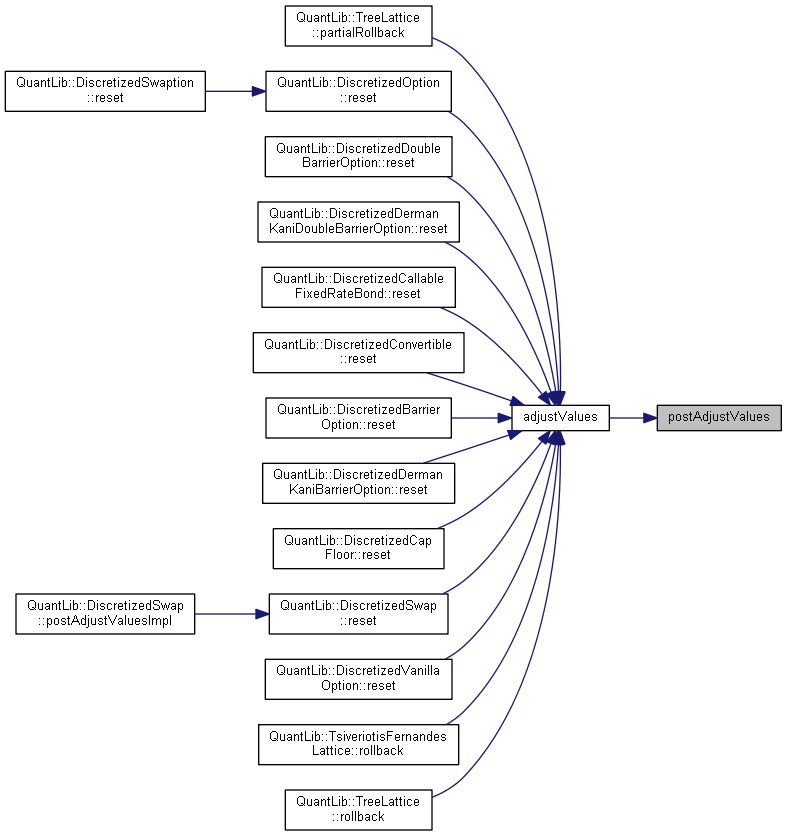 QuantLib::TreeLattice
::partialRollback
QuantLib::DiscretizedSwaption
::reset
QuantLib::DiscretizedOption
::reset
QuantLib::DiscretizedDouble
BarrierOption::reset
QuantLib::DiscretizedDerman
KaniDoubleBarrierOption::reset
QuantLib::DiscretizedCallable
FixedRateBond::reset
QuantLib::DiscretizedConvertible
::reset
QuantLib::DiscretizedBarrier
Option::reset
adjustValues
postAdjustValues
QuantLib::DiscretizedDerman
KaniBarrierOption::reset
QuantLib::DiscretizedCap
Floor::reset
QuantLib::DiscretizedSwap
::postAdjustValuesImpl
QuantLib::DiscretizedSwap
::reset
QuantLib::DiscretizedVanilla
Option::reset
QuantLib::TsiveriotisFernandes
Lattice::rollback
QuantLib::TreeLattice
::rollback